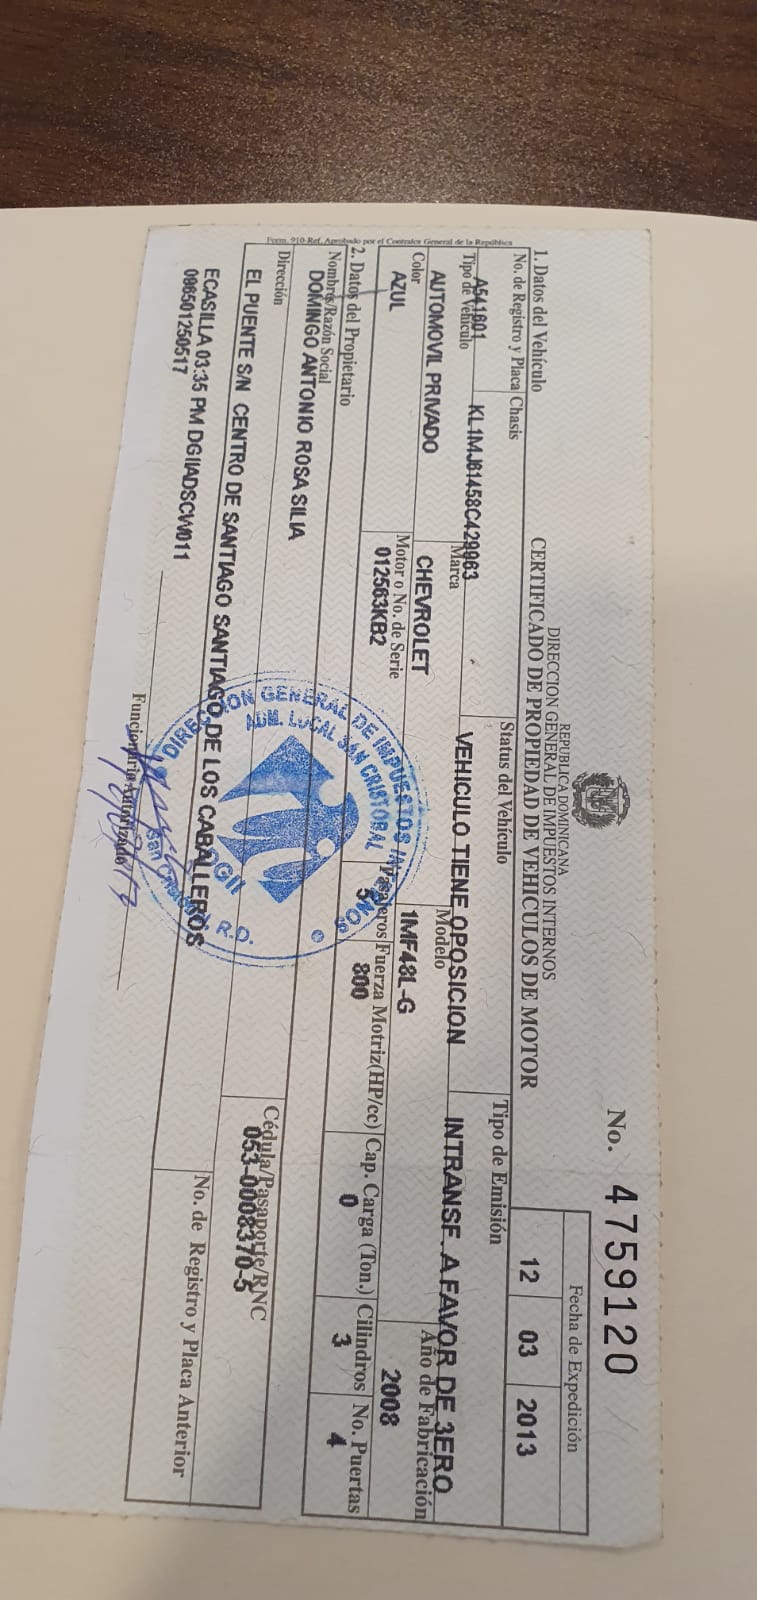 No. 4759120
REPUBLICA DOMINICANA
DIRECCION GENERAL DE IMPUESTOS INTERNOS
CERTIFICADO DE PROPIEDAD DE VEHICULOS DE MOTOR
Fecha de Expedición
12 03 2013
1. Datos del Vehículo
No. de Registro y Placa
A541601
Chasis
KL1MJ61458C429963
Status del Vehículo
VEHICULO TIENE OPOSICION
Tipo de Emisión
INTRANSF. A FAVOR DE 3ERO
Tipo de Vehículo
AUTOMOVIL PRIVADO
Marca
CHEVROLET
Modelo
1MF48L-G
Año de Fabricación
2008
Color
AZUL
Motor o No. de Serie
012563KB2
Pasajeros
5
Fuerza Motriz(HP/cc)
800
Cap. Carga (Ton.)
0
Cilindros
3
No. Puertas
4
2. Datos del Propietario
Nombres/Razón Social
DOMINGO ANTONIO ROSA SILIA
Cédula/Pasaporte/RNC
053-0008370-5
Dirección
EL PUENTE S/N CENTRO DE SANTIAGO SANTIAGO DE LOS CABALLEROS
No. de Registro y Placa Anterior
ECASILLA 03:35 PM DGIIADSCW011
086501250517
Funcionario Autorizado
DIRECCION GENERAL DE IMPUESTOS INTERNOS
ADM. LOCAL SAN CRISTOBAL
DGII
San Cristóbal, R.D.